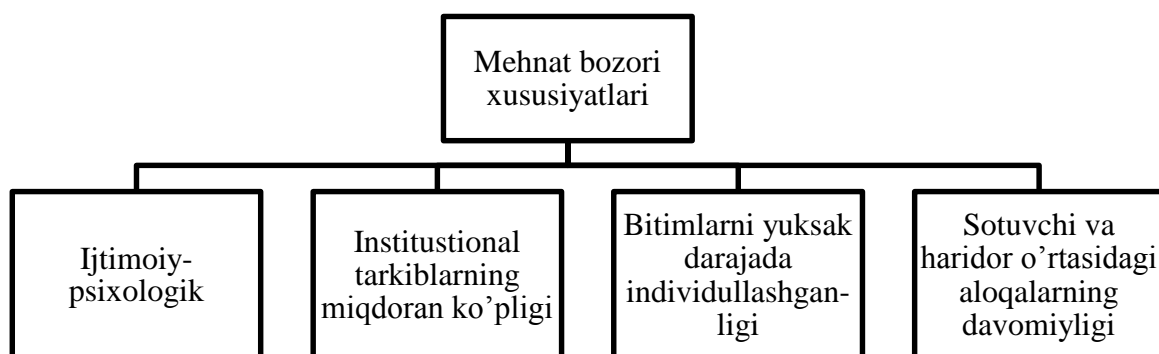 Mehnat bozori
xususiyatlari
Ijtimoiy-
psixologik
Institustional
tarkiblarning
miqdoran ko’pligi
Bitimlarni yuksak
darajada
individullashgan-
ligi
Sotuvchi va
haridor o’rtasidagi
aloqalarning
davomiyligi